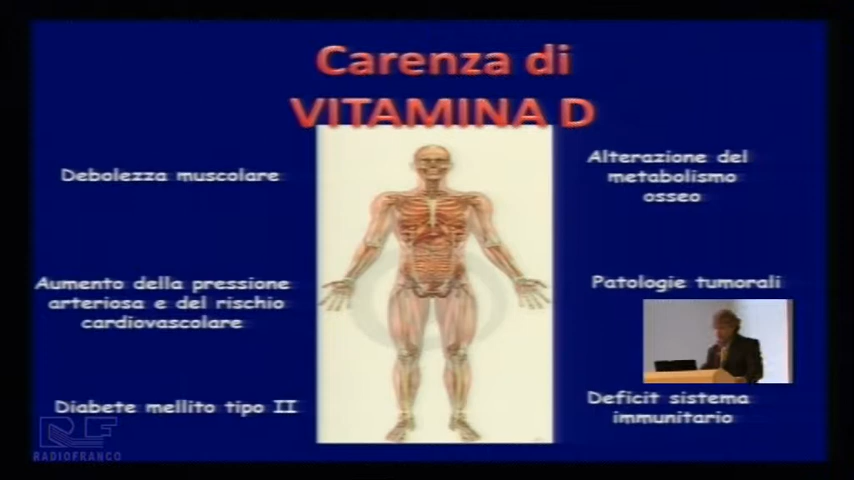 Carenza di
VITAMINA D
Debolezza muscolare
Alterazione del
metabolismo
osseo
Aumento della pressione
arteriosa e del rischio
cardiovascolare
Patologie tumorali
Diabete mellito tipo II
Deficit sistema
immunitario
RF
RADIOFRANCO